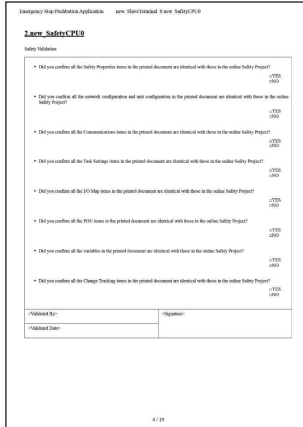 Emergency Stop Pushbutton Application new_SlaveTerminal_0:new_SafetyCPU0
2.new_SafetyCPU0
Safety Validation
• Did you confirm all the Safety Properties items in the printed document are identical with those in the online Safety Project?
□YES
□NO
• Did you confirm all the network configuration and unit configuration in the printed document are identical with those in the online
Safety Project?
□YES
□NO
• Did you confirm all the Communications items in the printed document are identical with those in the online Safety Project?
□YES
□NO
• Did you confirm all the Task Settings items in the printed document are identical with those in the online Safety Project?
□YES
□NO
• Did you confirm all the I/O Map items in the printed document are identical with those in the online Safety Project?
□YES
□NO
• Did you confirm all the POU items in the printed document are identical with those in the online Safety Project?
□YES
□NO
• Did you confirm all the variables in the printed document are identical with those in the online Safety Project?
□YES
□NO
• Did you confirm all the Change Tracking items in the printed document are identical with those in the online Safety Project?
□YES
□NO
<Validated By> <Signature>
<Validated Date>
4 / 19